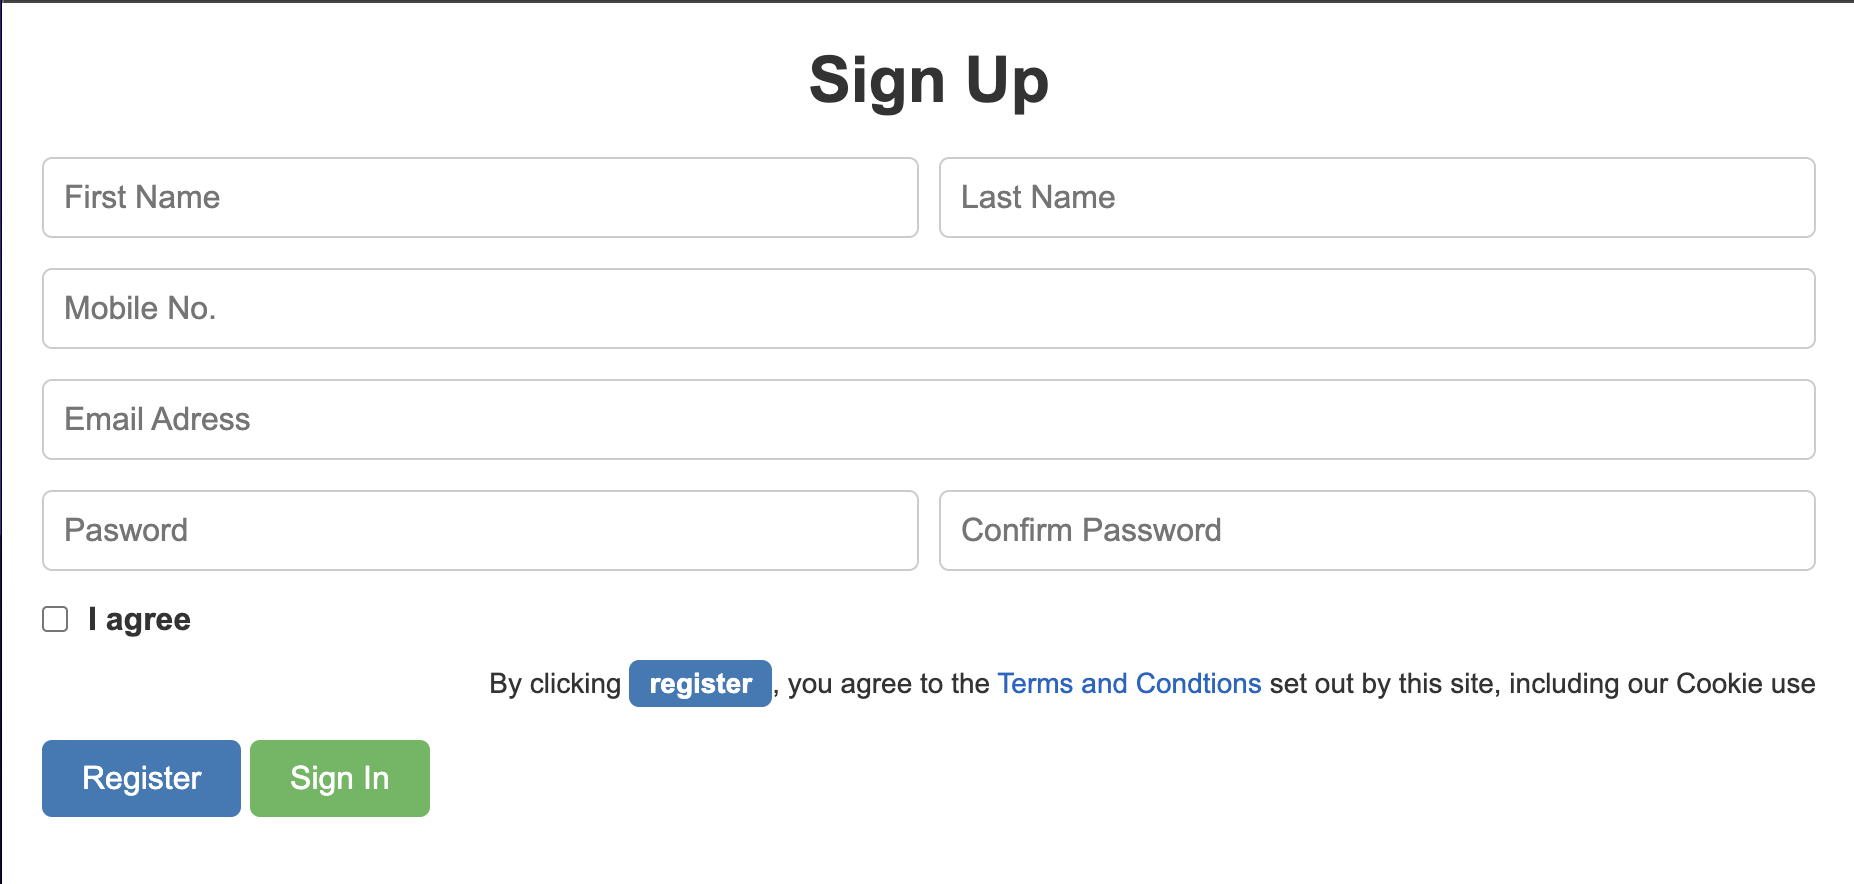 Sign Up
First Name Last Name
Mobile No.
Email Adress
Pasword Confirm Password
I agree
By clicking register, you agree to the Terms and Condtions set out by this site, including our Cookie use
Register Sign In